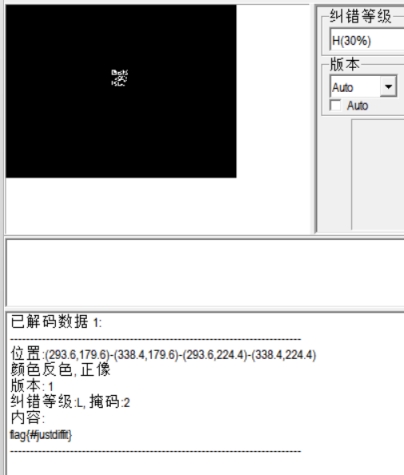 纠错等级
H(30%)
版本
Auto
Auto
已解码数据 1:
位置:(293.6,179.6)-(338.4,179.6)-(293.6,224.4)-(338.4,224.4)
颜色反色, 正像
版本: 1
纠错等级:L, 掩码:2
内容:
flag{#justdiffit}